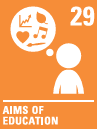 29
AIMS OF
EDUCATION